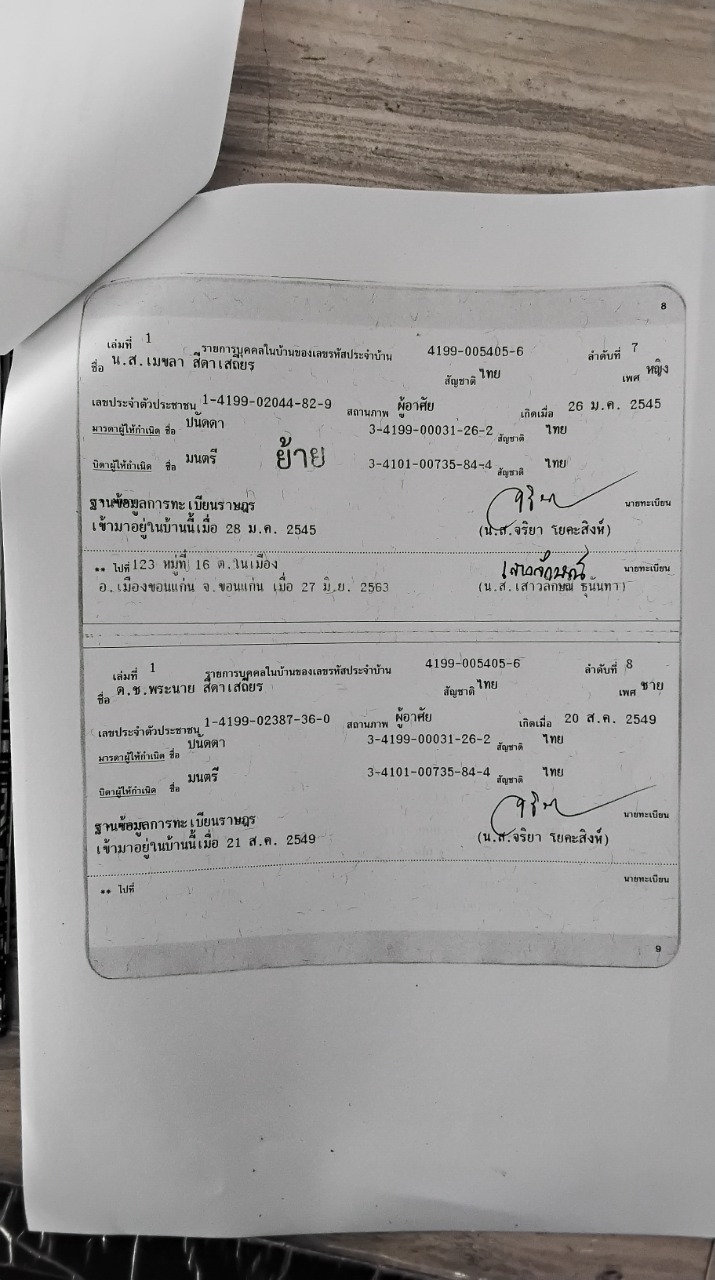 8
เล่มที่ 1 รายการบุคคลในบ้านของเลขรหัสประจำบ้าน 4199-005405-6 ลำดับที่ 7
ชื่อ น.ส.เมขลา สีดาเสถียร สัญชาติ ไทย เพศ หญิง
เลขประจำตัวประชาชน 1-4199-02044-82-9 สถานภาพ ผู้อาศัย เกิดเมื่อ 26 ม.ค. 2545
มารดาผู้ให้กำเนิด ชื่อ ปนัดดา 3-4199-00031-26-2 สัญชาติ ไทย
บิดาผู้ให้กำเนิด ชื่อ มนตรี ย้าย 3-4101-00735-84-4 สัญชาติ ไทย
ฐานข้อมูลการทะเบียนราษฎร นายทะเบียน
เข้ามาอยู่ในบ้านนี้เมื่อ 28 ม.ค. 2545 (น.ส.จริยา โยคะสิงห์)
** ไปที่ 123 หมู่ที่ 16 ต.ในเมือง เสาวลักษณ์ นายทะเบียน
อ.เมืองขอนแก่น จ.ขอนแก่น เมื่อ 27 มิ.ย. 2563 (น.ส.เสาวลักษณ์ ธุนันทา)
เล่มที่ 1 รายการบุคคลในบ้านของเลขรหัสประจำบ้าน 4199-005405-6 ลำดับที่ 8
ชื่อ ด.ช.พระนาย สีดาเสถียร สัญชาติ ไทย เพศ ชาย
เลขประจำตัวประชาชน 1-4199-02387-36-0 สถานภาพ ผู้อาศัย เกิดเมื่อ 20 ส.ค. 2549
มารดาผู้ให้กำเนิด ชื่อ ปนัดดา 3-4199-00031-26-2 สัญชาติ ไทย
บิดาผู้ให้กำเนิด ชื่อ มนตรี 3-4101-00735-84-4 สัญชาติ ไทย
ฐานข้อมูลการทะเบียนราษฎร นายทะเบียน
เข้ามาอยู่ในบ้านนี้เมื่อ 21 ส.ค. 2549 (น.ส.จริยา โยคะสิงห์)
** ไปที่ นายทะเบียน
9